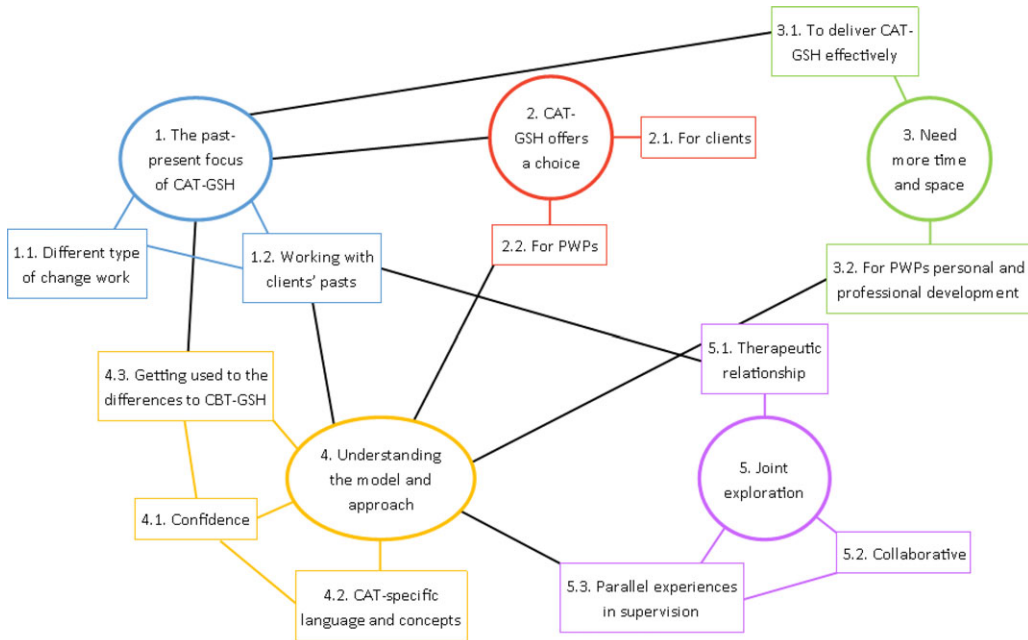 3.1. To deliver CAT-
GSH effectively
1. The past-
present focus
of CAT-GSH
2. CAT-
GSH offers
a choice
2.1. For clients
3. Need
more time
and space
1.1. Different type
of change work
1.2. Working with
clients’ pasts
2.2. For PWPs
3.2. For PWPs personal and
professional development
4.3. Getting used to the
differences to CBT-GSH
5.1. Therapeutic
relationship
4. Understanding
the model and
approach
5. Joint
exploration
4.1. Confidence
4.2. CAT-specific
language and concepts
5.3. Parallel experiences
in supervision
5.2. Collaborative